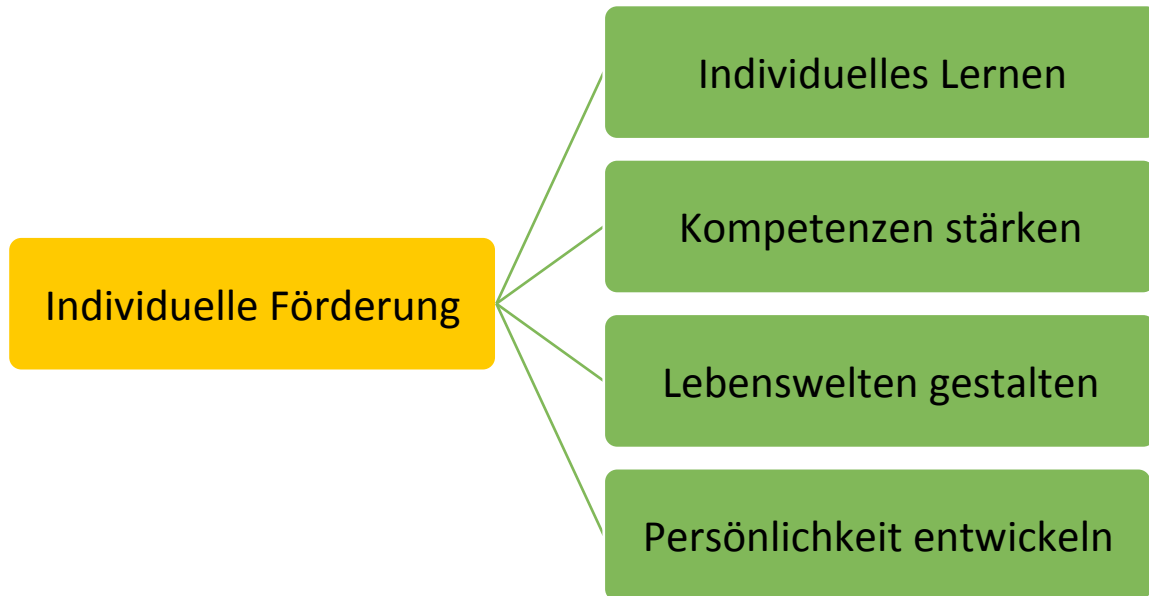 Individuelle Förderung
Individuelles Lernen
Kompetenzen stärken
Lebenswelten gestalten
Persönlichkeit entwickeln